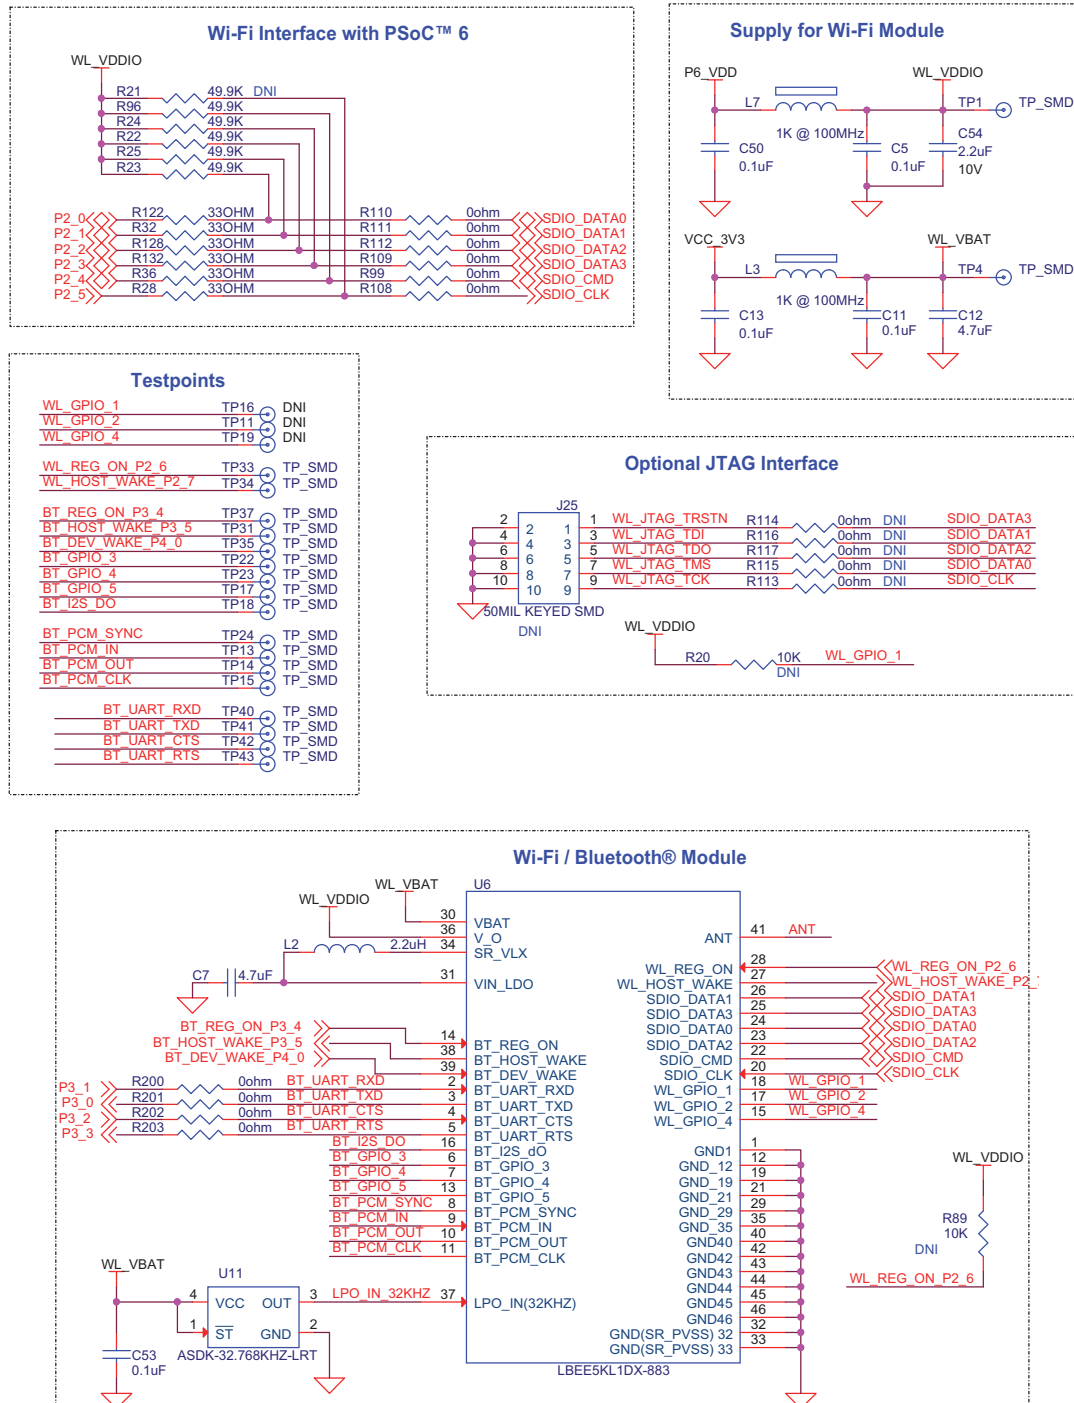 Wi-Fi Interface with PSoC™ 6
WL_VDDIO
R21 49.9K DNI
R96 49.9K
R24 49.9K
R22 49.9K
R25 49.9K
R23 49.9K
P2_0 R122 33OHM R110 0ohm SDIO_DATA0
P2_1 R32 33OHM R111 0ohm SDIO_DATA1
P2_2 R128 33OHM R112 0ohm SDIO_DATA2
P2_3 R132 33OHM R109 0ohm SDIO_DATA3
P2_4 R36 33OHM R99 0ohm SDIO_CMD
P2_5 R28 33OHM R108 0ohm SDIO_CLK
Supply for Wi-Fi Module
P6_VDD WL_VDDIO
L7 TP1 TP_SMD
1K @ 100MHz
C50 C5 C54
0.1uF 0.1uF 2.2uF
10V
VCC_3V3 WL_VBAT
L3 TP4 TP_SMD
1K @ 100MHz
C13 C11 C12
0.1uF 0.1uF 4.7uF
Testpoints
WL_GPIO_1 TP16 DNI
WL_GPIO_2 TP11 DNI
WL_GPIO_4 TP19 DNI
WL_REG_ON_P2_6 TP33 TP_SMD
WL_HOST_WAKE_P2_7 TP34 TP_SMD
BT_REG_ON_P3_4 TP37 TP_SMD
BT_HOST_WAKE_P3_5 TP31 TP_SMD
BT_DEV_WAKE_P4_0 TP35 TP_SMD
BT_GPIO_3 TP22 TP_SMD
BT_GPIO_4 TP23 TP_SMD
BT_GPIO_5 TP17 TP_SMD
BT_I2S_DO TP18 TP_SMD
BT_PCM_SYNC TP24 TP_SMD
BT_PCM_IN TP13 TP_SMD
BT_PCM_OUT TP14 TP_SMD
BT_PCM_CLK TP15 TP_SMD
BT_UART_RXD TP40 TP_SMD
BT_UART_TXD TP41 TP_SMD
BT_UART_CTS TP42 TP_SMD
BT_UART_RTS TP43 TP_SMD
Optional JTAG Interface
J25
2 2 1 1 WL_JTAG_TRSTN R114 0ohm DNI SDIO_DATA3
4 4 3 3 WL_JTAG_TDI R116 0ohm DNI SDIO_DATA1
6 6 5 5 WL_JTAG_TDO R117 0ohm DNI SDIO_DATA2
8 8 7 7 WL_JTAG_TMS R115 0ohm DNI SDIO_DATA0
10 10 9 9 WL_JTAG_TCK R113 0ohm DNI SDIO_CLK
50MIL KEYED SMD
DNI
WL_VDDIO
R20 10K WL_GPIO_1
DNI
Wi-Fi / Bluetooth® Module
WL_VBAT
WL_VDDIO
U6
30 VBAT
36 V_O
L2 2.2uH 34 SR_VLX
C7 4.7uF 31 VIN_LDO
BT_REG_ON_P3_4 14 BT_REG_ON
BT_HOST_WAKE_P3_5 38 BT_HOST_WAKE
BT_DEV_WAKE_P4_0 39 BT_DEV_WAKE
P3_1 R200 0ohm BT_UART_RXD 2 BT_UART_RXD
P3_0 R201 0ohm BT_UART_TXD 3 BT_UART_TXD
P3_2 R202 0ohm BT_UART_CTS 4 BT_UART_CTS
P3_3 R203 0ohm BT_UART_RTS 5 BT_UART_RTS
BT_I2S_DO 16 BT_I2S_dO
BT_GPIO_3 6 BT_GPIO_3
BT_GPIO_4 7 BT_GPIO_4
BT_GPIO_5 13 BT_GPIO_5
BT_PCM_SYNC 8 BT_PCM_SYNC
BT_PCM_IN 9 BT_PCM_IN
BT_PCM_OUT 10 BT_PCM_OUT
BT_PCM_CLK 11 BT_PCM_CLK
ANT 41 ANT
WL_REG_ON 28 WL_REG_ON_P2_6
WL_HOST_WAKE 27 WL_HOST_WAKE_P2_
SDIO_DATA1 26 SDIO_DATA1
SDIO_DATA3 25 SDIO_DATA3
SDIO_DATA0 24 SDIO_DATA0
SDIO_DATA2 23 SDIO_DATA2
SDIO_CMD 22 SDIO_CMD
SDIO_CLK 20 SDIO_CLK
WL_GPIO_1 18 WL_GPIO_1
WL_GPIO_2 17 WL_GPIO_2
WL_GPIO_4 15 WL_GPIO_4
GND1 1
GND_12 12
GND_19 19
GND_21 21
GND_29 29
GND_35 35
GND40 40
GND42 42
GND43 43
GND44 44
GND45 45
GND46 46
GND(SR_PVSS) 32 32
GND(SR_PVSS) 33 33
LBEE5KL1DX-883
WL_VDDIO
R89
10K
DNI
WL_REG_ON_P2_6
WL_VBAT
U11
4 VCC OUT 3 LPO_IN_32KHZ 37 LPO_IN(32KHZ)
1 ST GND 2
ASDK-32.768KHZ-LRT
C53
0.1uF